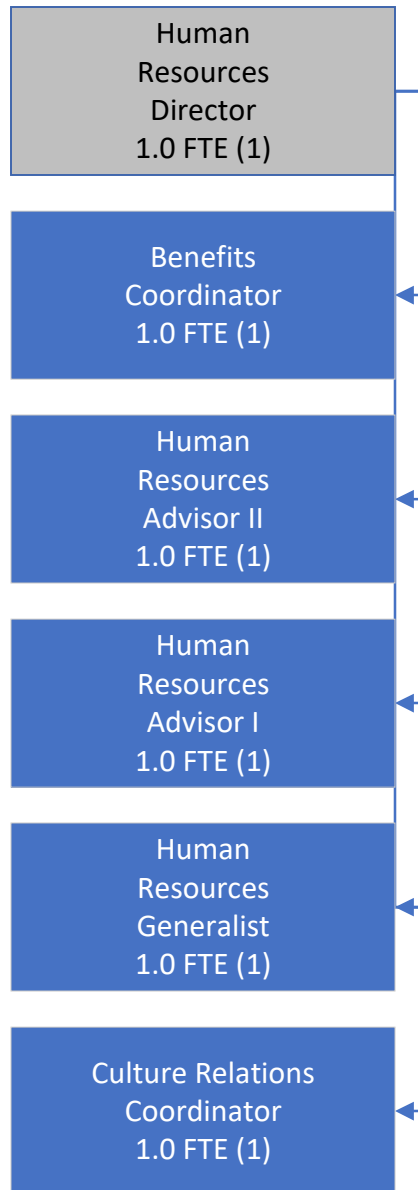 Human
Resources
Director
1.0 FTE (1)
Benefits
Coordinator
1.0 FTE (1)
Human
Resources
Advisor II
1.0 FTE (1)
Human
Resources
Advisor I
1.0 FTE (1)
Human
Resources
Generalist
1.0 FTE (1)
Culture Relations
Coordinator
1.0 FTE (1)